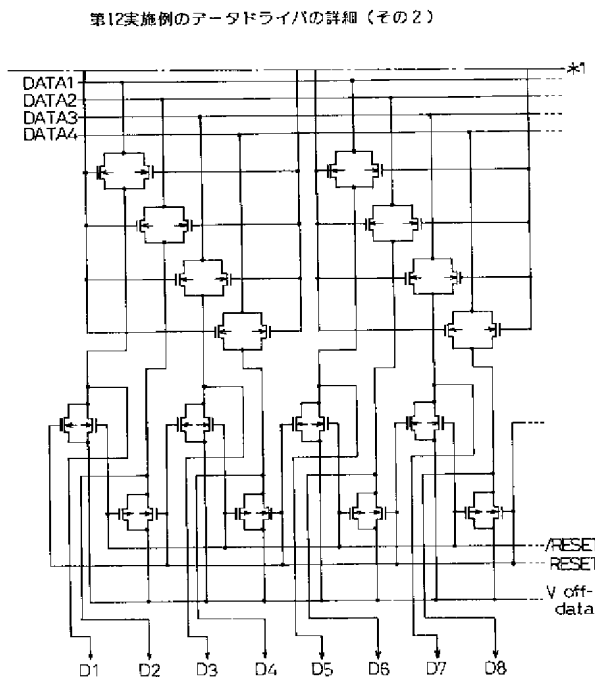 第12実施例のデータドライバの詳細（その２）
*1
DATA1
DATA2
DATA3
DATA4
/RESET
RESET
V off-
data
D1 D2 D3 D4 D5 D6 D7 D8